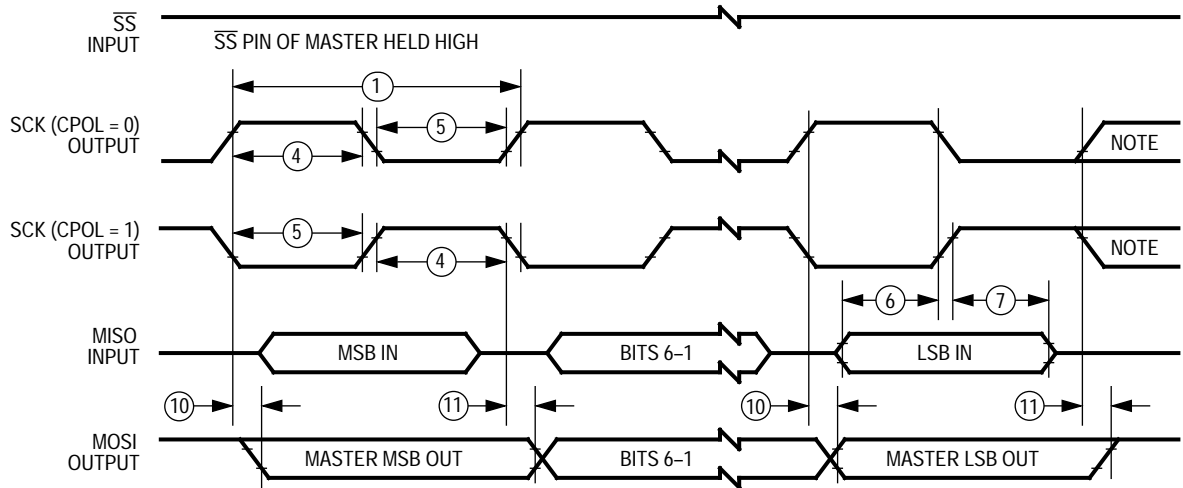 SS
INPUT
SS PIN OF MASTER HELD HIGH
1
SCK (CPOL = 0)
OUTPUT
5
4
NOTE
SCK (CPOL = 1)
OUTPUT
5
4
NOTE
6
7
MISO
INPUT
MSB IN
BITS 6–1
LSB IN
10
11
10
11
MOSI
OUTPUT
MASTER MSB OUT
BITS 6–1
MASTER LSB OUT